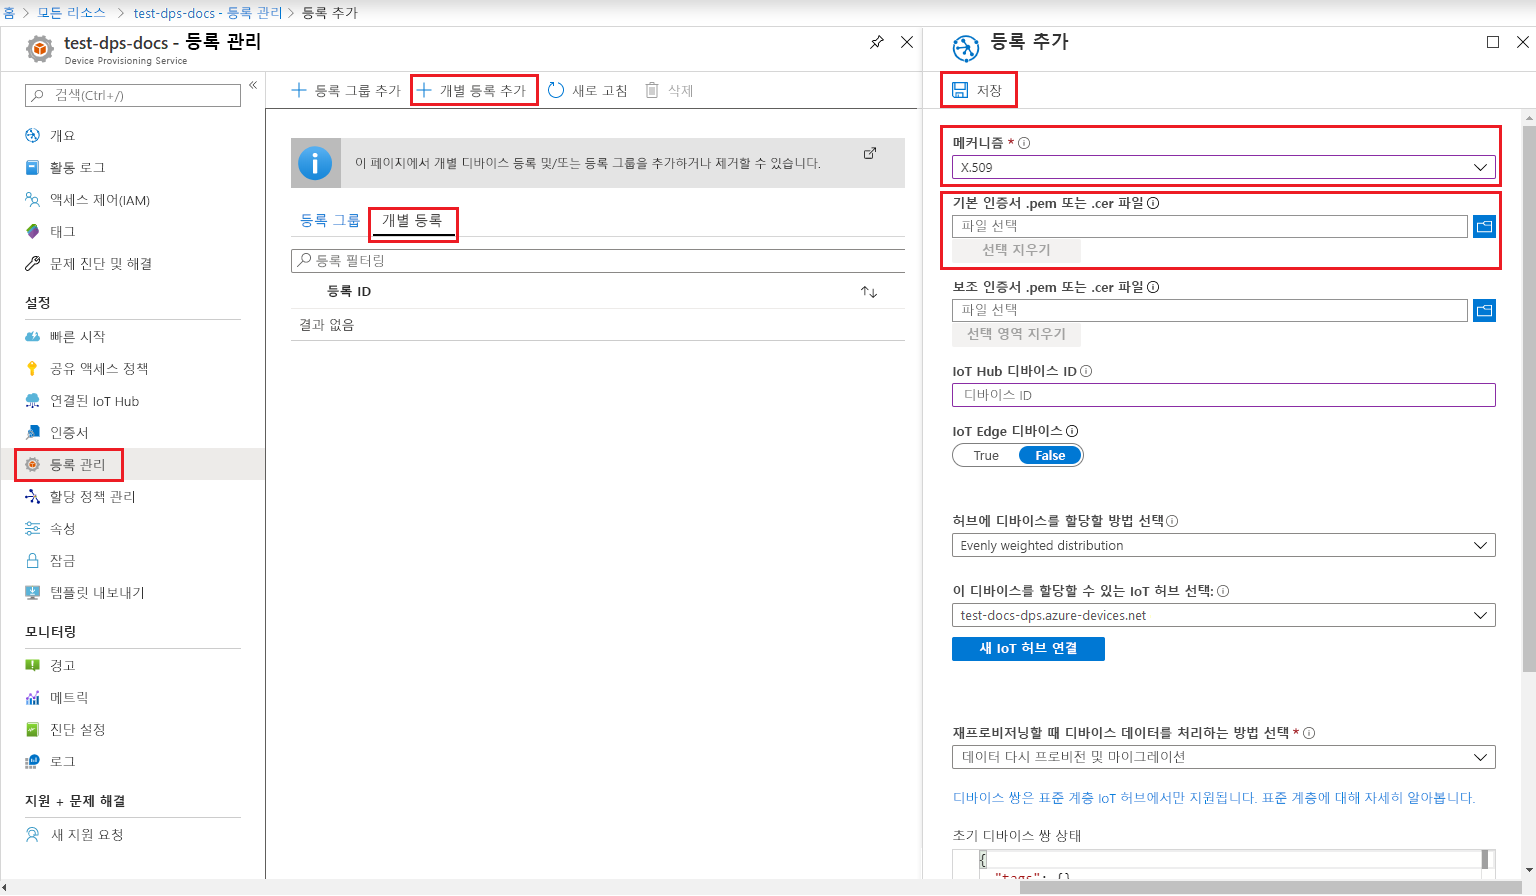 홈 > 모든 리소스 > test-dps-docs - 등록 관리 > 등록 추가
test-dps-docs - 등록 관리
Device Provisioning Service
검색(Ctrl+/)
개요
활동 로그
액세스 제어(IAM)
태그
문제 진단 및 해결
설정
빠른 시작
공유 액세스 정책
연결된 IoT Hub
인증서
등록 관리
할당 정책 관리
속성
잠금
템플릿 내보내기
모니터링
경고
메트릭
진단 설정
로그
지원 + 문제 해결
새 지원 요청
등록 그룹 추가
개별 등록 추가
새로 고침
삭제
이 페이지에서 개별 디바이스 등록 및/또는 등록 그룹을 추가하거나 제거할 수 있습니다.
등록 그룹
개별 등록
등록 필터링
등록 ID
결과 없음
등록 추가
저장
메커니즘 *
X.509
기본 인증서 .pem 또는 .cer 파일
파일 선택
선택 지우기
보조 인증서 .pem 또는 .cer 파일
파일 선택
선택 영역 지우기
IoT Hub 디바이스 ID
디바이스 ID
IoT Edge 디바이스
True False
허브에 디바이스를 할당할 방법 선택
Evenly weighted distribution
이 디바이스를 할당할 수 있는 IoT 허브 선택:
test-docs-dps.azure-devices.net
새 IoT 허브 연결
재프로비저닝할 때 디바이스 데이터를 처리하는 방법 선택 *
데이터 다시 프로비전 및 마이그레이션
디바이스 쌍은 표준 계층 IoT 허브에서만 지원됩니다. 표준 계층에 대해 자세히 알아봅니다.
초기 디바이스 쌍 상태
{
"tags": {},